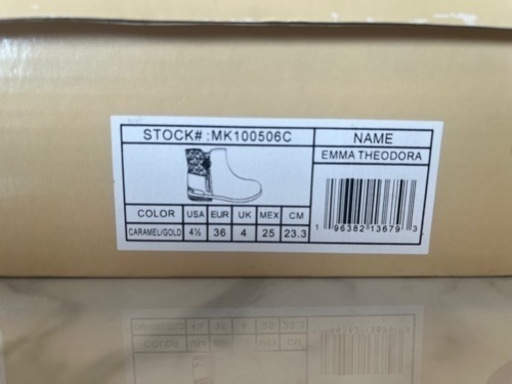 STOCK# :MK100506C
NAME
EMMA THEODORA
COLOR USA EUR UK MEX CM
CARAMEL/GOLD 4½ 36 4 25 23.3
1 96382 13679 3